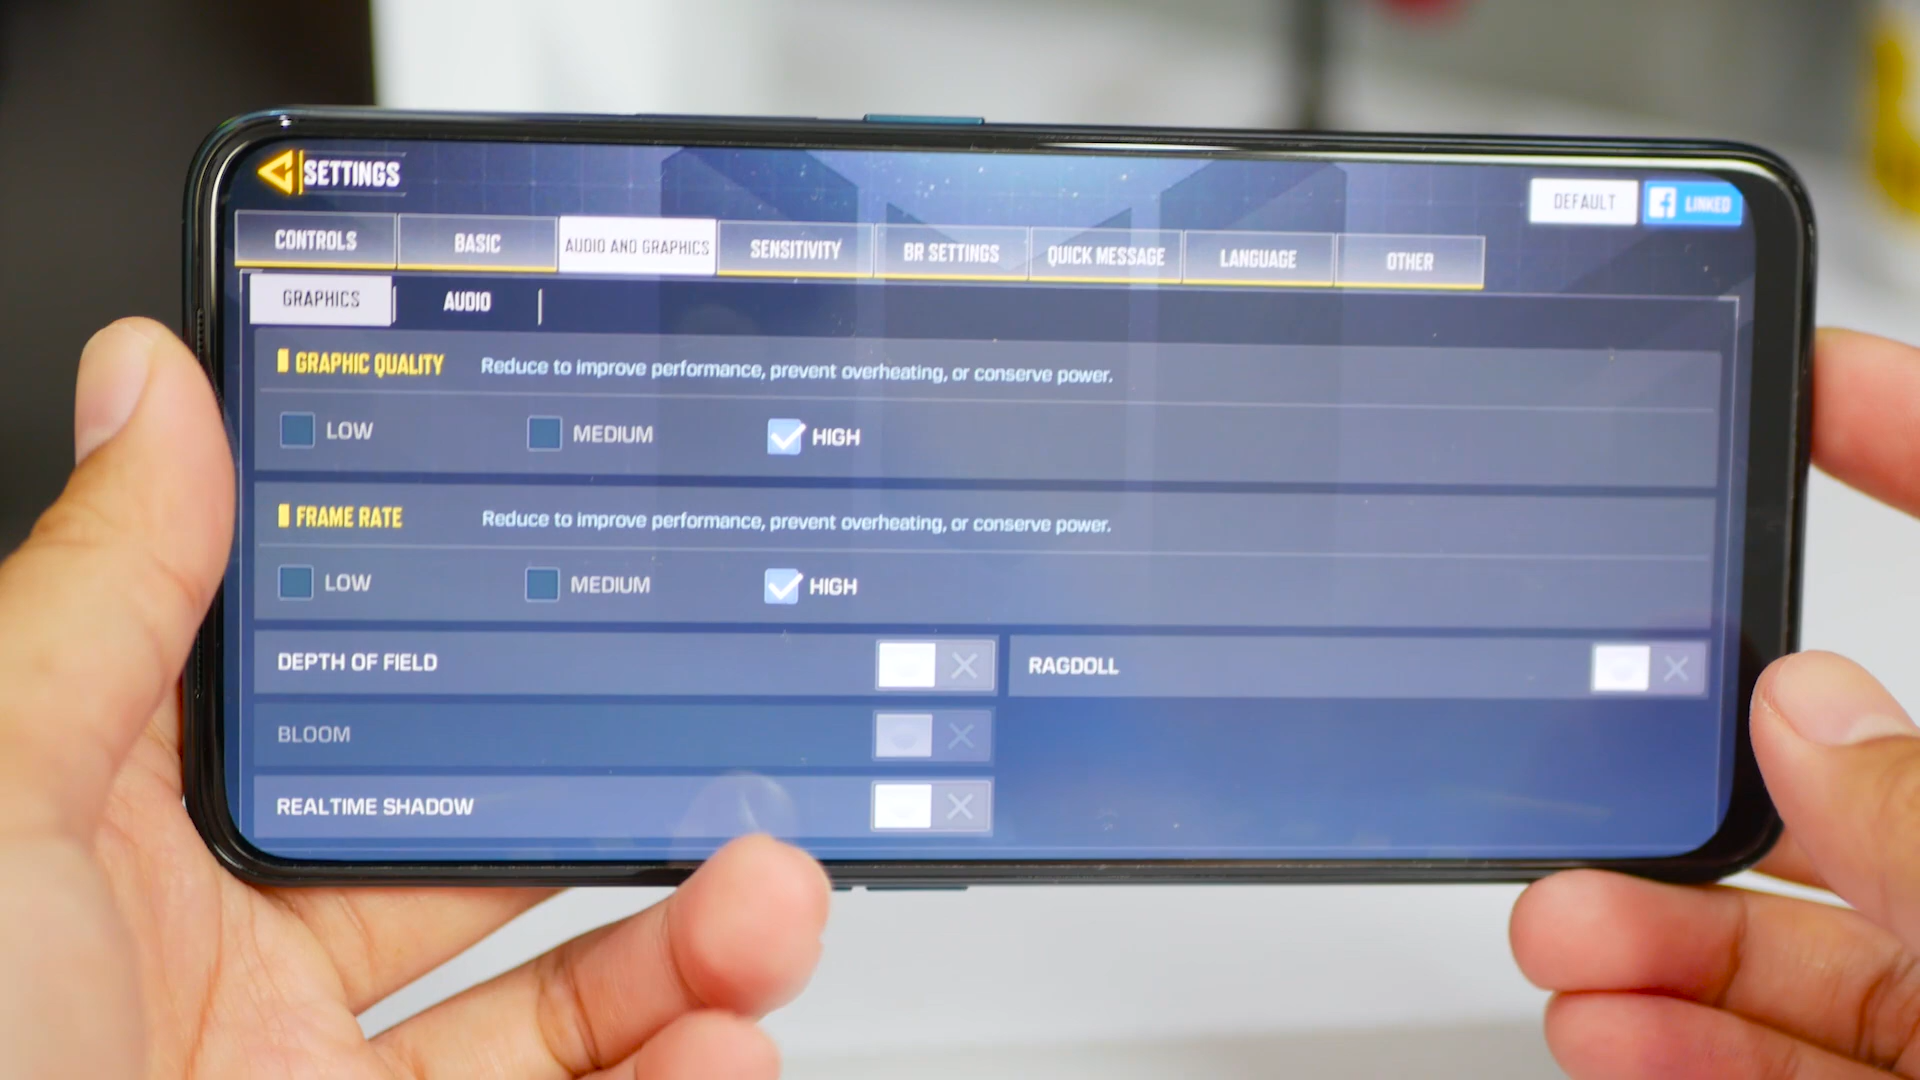 SETTINGS
DEFAULT
LINKED
CONTROLS BASIC AUDIO AND GRAPHICS SENSITIVITY BR SETTINGS QUICK MESSAGE LANGUAGE OTHER
GRAPHICS AUDIO
GRAPHIC QUALITY Reduce to improve performance, prevent overheating, or conserve power.
LOW MEDIUM HIGH
FRAME RATE Reduce to improve performance, prevent overheating, or conserve power.
LOW MEDIUM HIGH
DEPTH OF FIELD RAGDOLL
BLOOM
REALTIME SHADOW